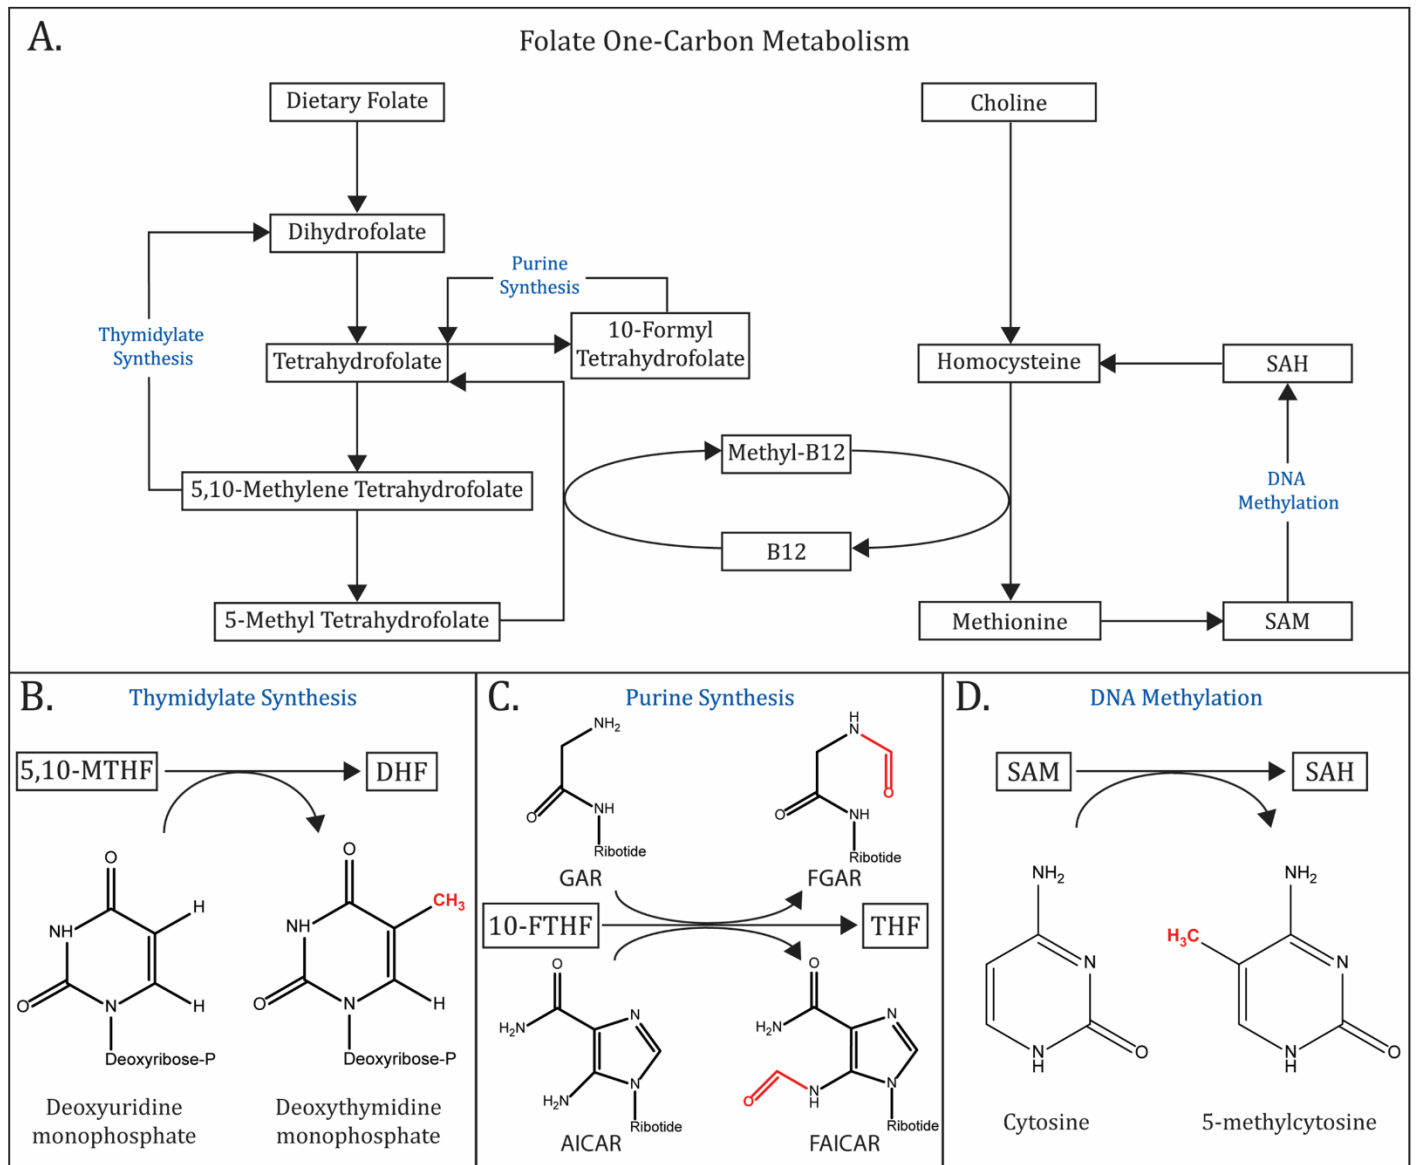 A.
Folate One-Carbon Metabolism
Dietary Folate
Choline
Dihydrofolate
Purine
Synthesis
Thymidylate
Synthesis
10-Formyl
Tetrahydrofolate
Tetrahydrofolate
Homocysteine
SAH
Methyl-B12
5,10-Methylene Tetrahydrofolate
DNA
Methylation
B12
5-Methyl Tetrahydrofolate
Methionine
SAM
B.
Thymidylate Synthesis
5,10-MTHF
DHF
O
NH
H
O
N
H
Deoxyribose-P
Deoxyuridine
monophosphate
O
CH3
NH
O
N
H
Deoxyribose-P
Deoxythymidine
monophosphate
C.
Purine Synthesis
NH2
O
NH
Ribotide
GAR
H
N
O
O
NH
Ribotide
FGAR
10-FTHF
THF
O
H2N
N
H2N
N
Ribotide
AICAR
O
H2N
N
O
N
H
N
Ribotide
FAICAR
D.
DNA Methylation
SAM
SAH
NH2
N
N
H
O
Cytosine
NH2
H3C
N
N
H
O
5-methylcytosine